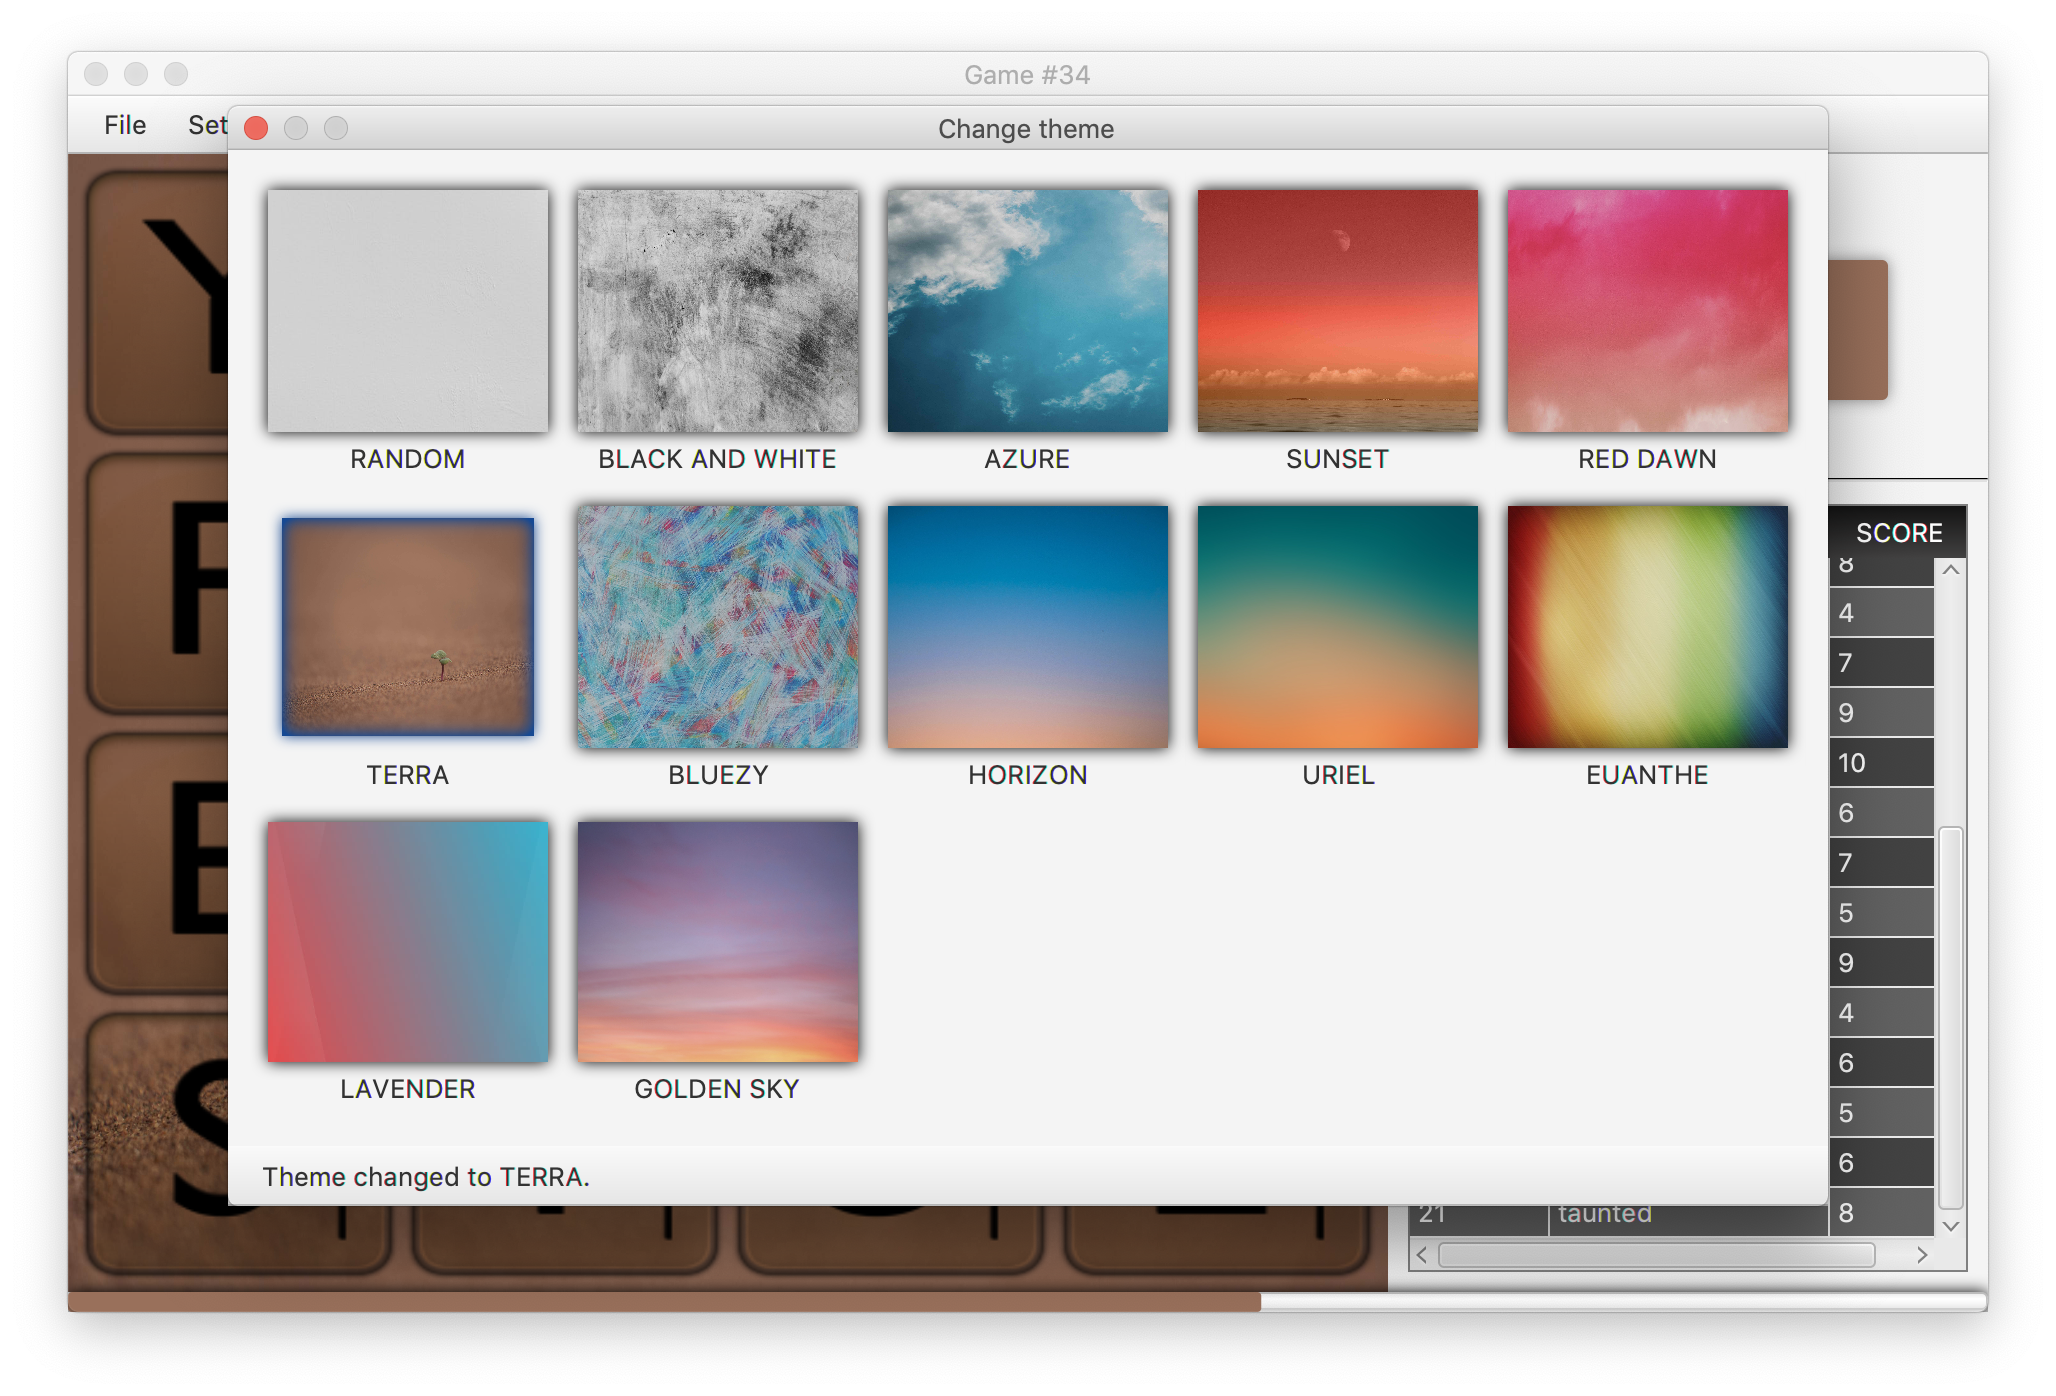 Game #34
File Set
Change theme
Y
RANDOM BLACK AND WHITE AZURE SUNSET RED DAWN
SCORE
8
4
7
9
10
TERRA BLUEZY HORIZON URIEL EUANTHE
6
7
5
9
4
6
LAVENDER GOLDEN SKY
5
6
Theme changed to TERRA.
S
21 taunted 8